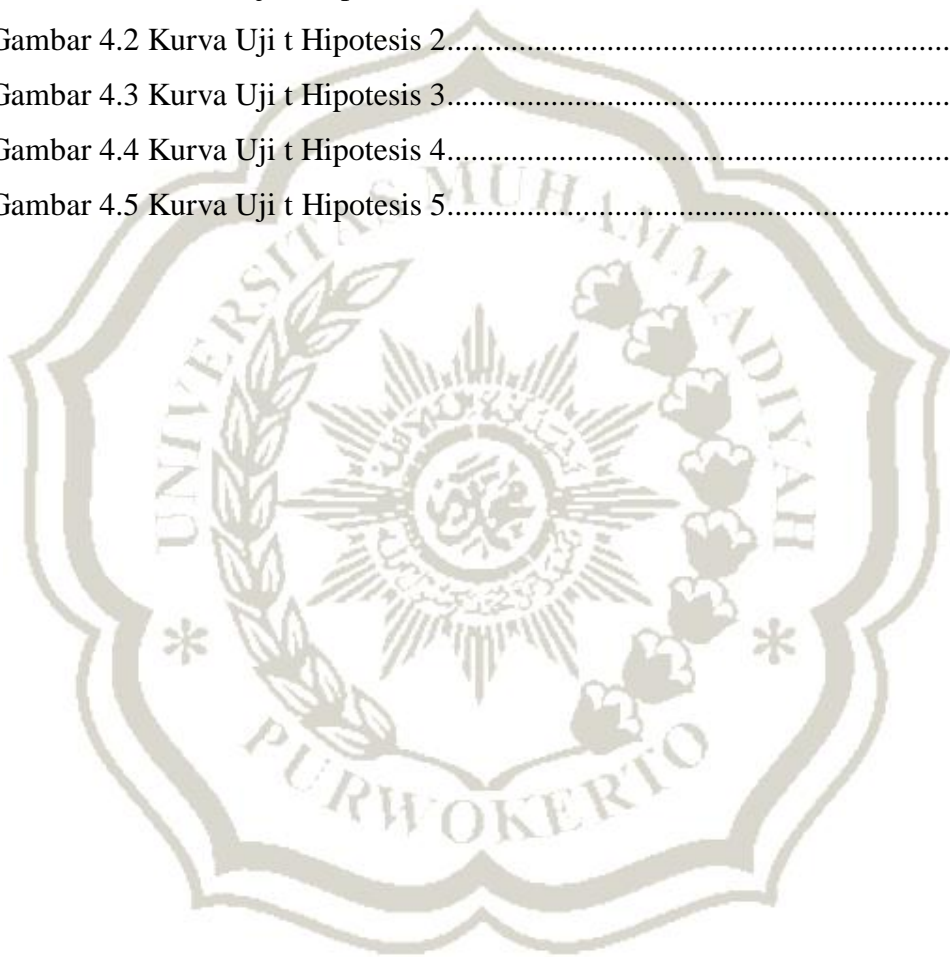 Gambar 4.2 Kurva Uji t Hipotesis 2
Gambar 4.3 Kurva Uji t Hipotesis 3
Gambar 4.4 Kurva Uji t Hipotesis 4
Gambar 4.5 Kurva Uji t Hipotesis 5
UNIVERSITAS MUHAMMADIYAH
PURWOKERTO